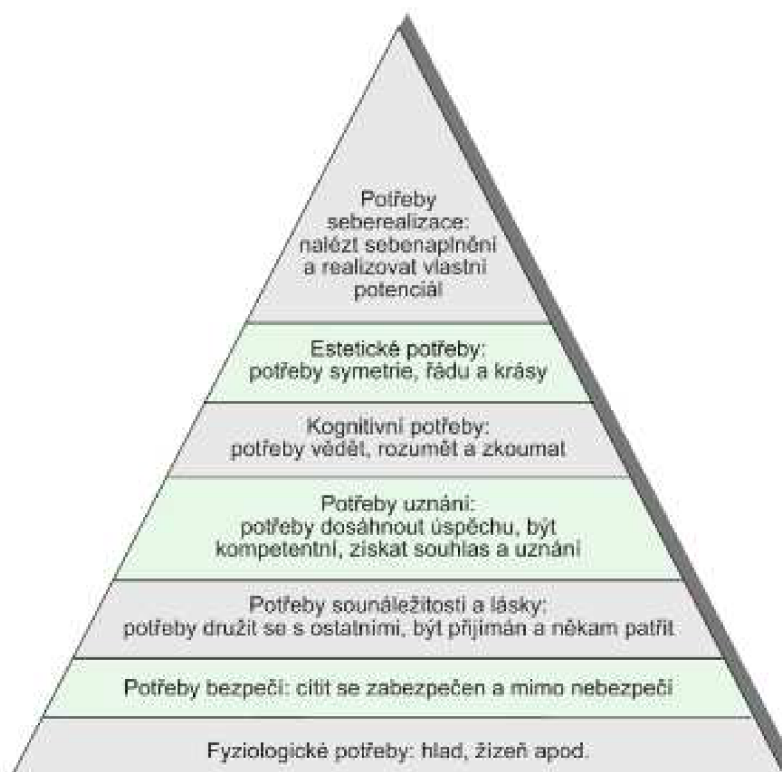 Potřeby
seberealizace:
nalézt sebenaplnění
a realizovat vlastní
potenciál
Estetické potřeby:
potřeby symetrie, řádu a krásy
Kognitivní potřeby:
potřeby vědět, rozumět a zkoumat
Potřeby uznání:
potřeby dosáhnout úspěchu, být
kompetentní, získat souhlas a uznání
Potřeby sounáležitosti a lásky:
potřeby družit se s ostatními, být přijímán a někam patřit
Potřeby bezpečí: cítit se zabezpečen a mimo nebezpečí
Fyziologické potřeby: hlad, žízeň apod.